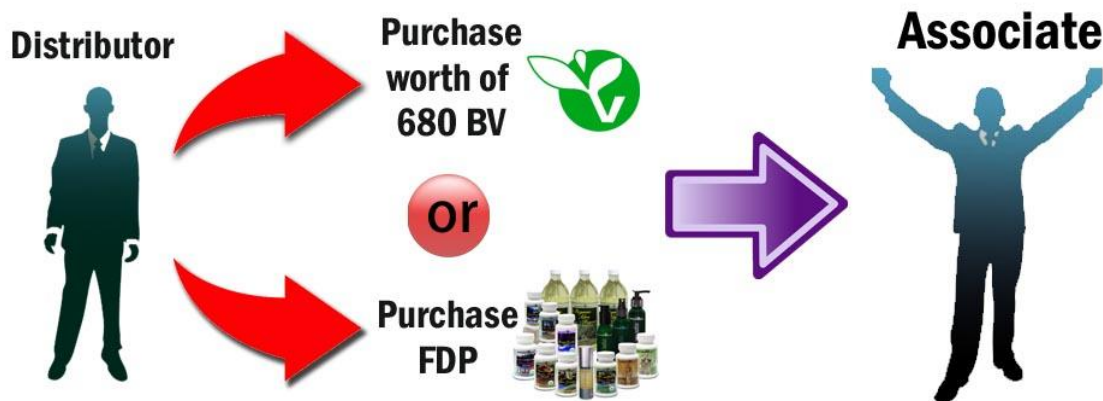 Distributor
Purchase
worth of
680 BV
or
Purchase
FDP
Associate